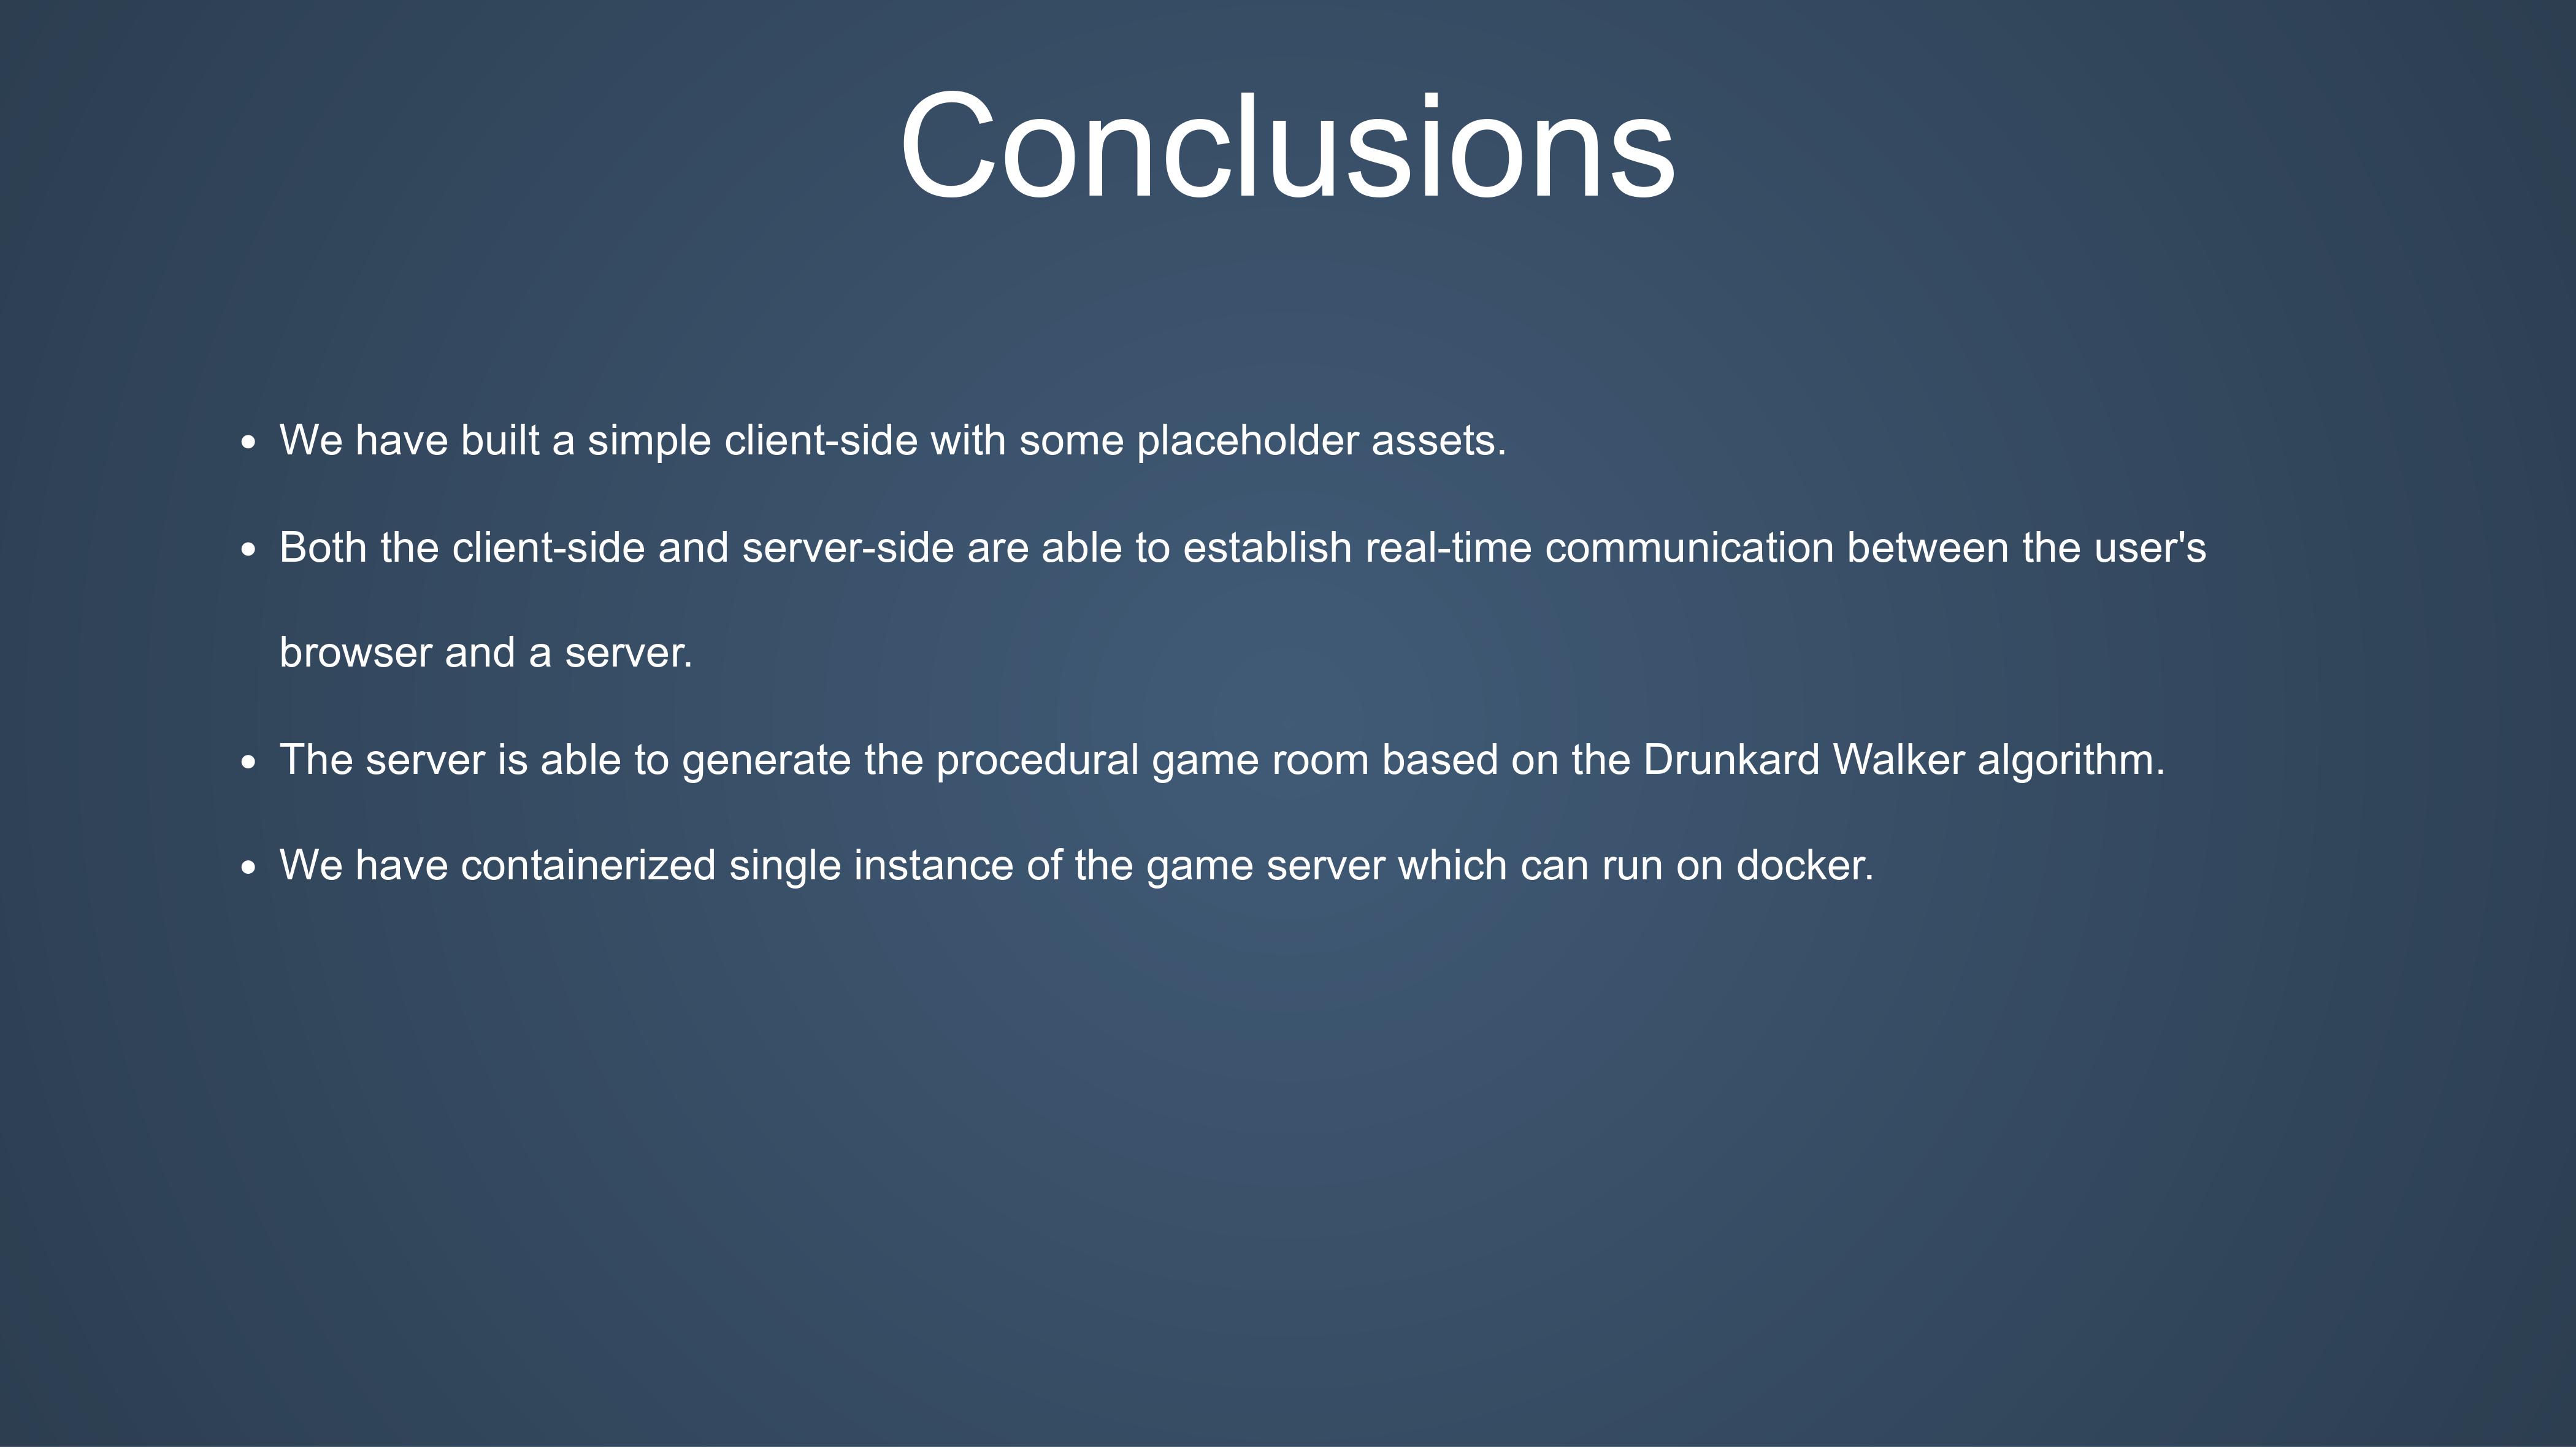 Conclusions
• We have built a simple client-side with some placeholder assets.
• Both the client-side and server-side are able to establish real-time communication between the user's
browser and a server.
• The server is able to generate the procedural game room based on the Drunkard Walker algorithm.
• We have containerized single instance of the game server which can run on docker.